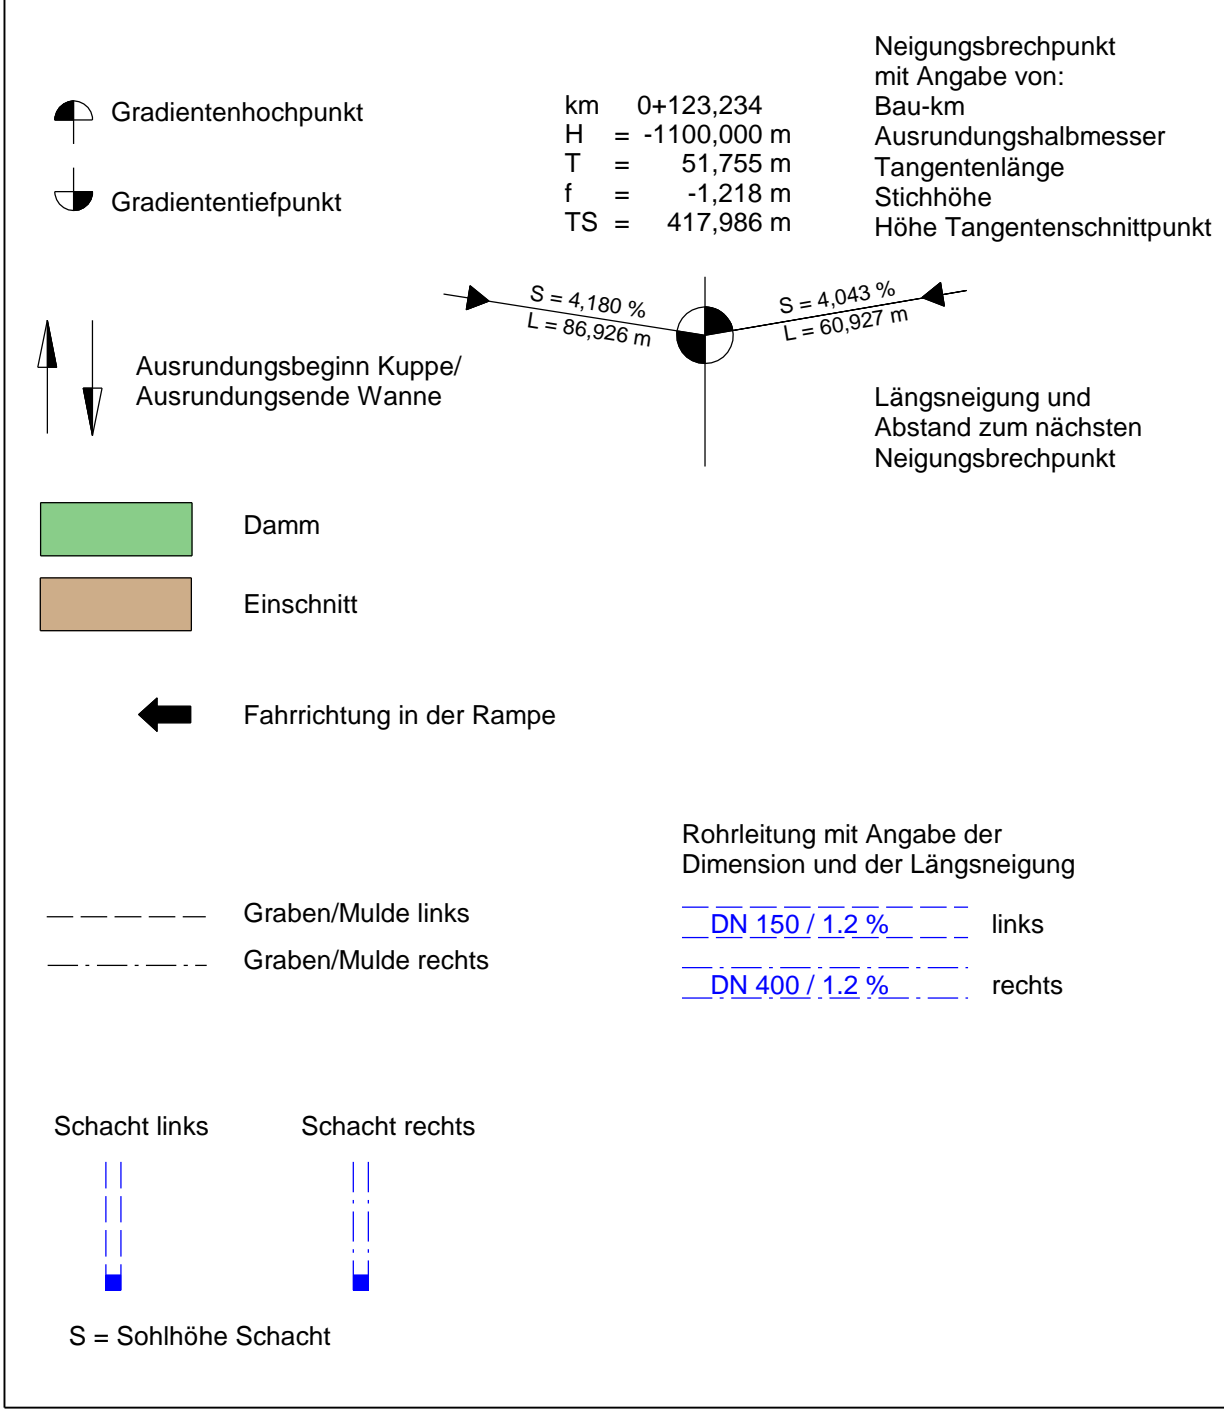 Gradientenhochpunkt
Gradiententiefpunkt
km 0+123,234
H = -1100,000 m
T = 51,755 m
f = -1,218 m
TS = 417,986 m
Neigungsbrechpunkt
mit Angabe von:
Bau-km
Ausrundungshalbmesser
Tangentenlänge
Stichhöhe
Höhe Tangentenschnittpunkt
S = 4,180 %
L = 86,926 m
S = 4,043 %
L = 60,927 m
Ausrundungsbeginn Kuppe/
Ausrundungsende Wanne
Längsneigung und
Abstand zum nächsten
Neigungsbrechpunkt
Damm
Einschnitt
Fahrrichtung in der Rampe
Graben/Mulde links
Graben/Mulde rechts
Rohrleitung mit Angabe der
Dimension und der Längsneigung
DN 150 / 1.2 % links
DN 400 / 1.2 % rechts
Schacht links
Schacht rechts
S = Sohlhöhe Schacht